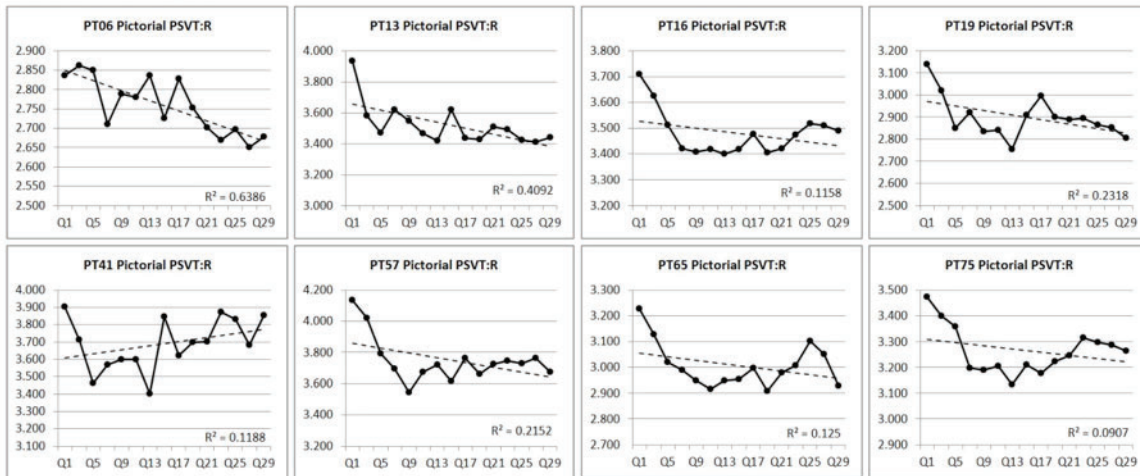 PT06 Pictorial PSVT:R
2.900
2.850
2.800
2.750
2.700
2.650
2.600
2.550
2.500
R² = 0.6386
Q1 Q5 Q9 Q13 Q17 Q21 Q25 Q29
PT13 Pictorial PSVT:R
4.000
3.800
3.600
3.400
3.200
3.000
R² = 0.4092
Q1 Q5 Q9 Q13 Q17 Q21 Q25 Q29
PT16 Pictorial PSVT:R
3.800
3.700
3.600
3.500
3.400
3.300
3.200
R² = 0.1158
Q1 Q5 Q9 Q13 Q17 Q21 Q25 Q29
PT19 Pictorial PSVT:R
3.200
3.100
3.000
2.900
2.800
2.700
2.600
2.500
R² = 0.2318
Q1 Q5 Q9 Q13 Q17 Q21 Q25 Q29
PT41 Pictorial PSVT:R
4.000
3.900
3.800
3.700
3.600
3.500
3.400
3.300
3.200
3.100
R² = 0.1188
Q1 Q5 Q9 Q13 Q17 Q21 Q25 Q29
PT57 Pictorial PSVT:R
4.200
4.000
3.800
3.600
3.400
3.200
R² = 0.2152
Q1 Q5 Q9 Q13 Q17 Q21 Q25 Q29
PT65 Pictorial PSVT:R
3.300
3.200
3.100
3.000
2.900
2.800
2.700
R² = 0.125
Q1 Q5 Q9 Q13 Q17 Q21 Q25 Q29
PT75 Pictorial PSVT:R
3.500
3.400
3.300
3.200
3.100
3.000
2.900
R² = 0.0907
Q1 Q5 Q9 Q13 Q17 Q21 Q25 Q29